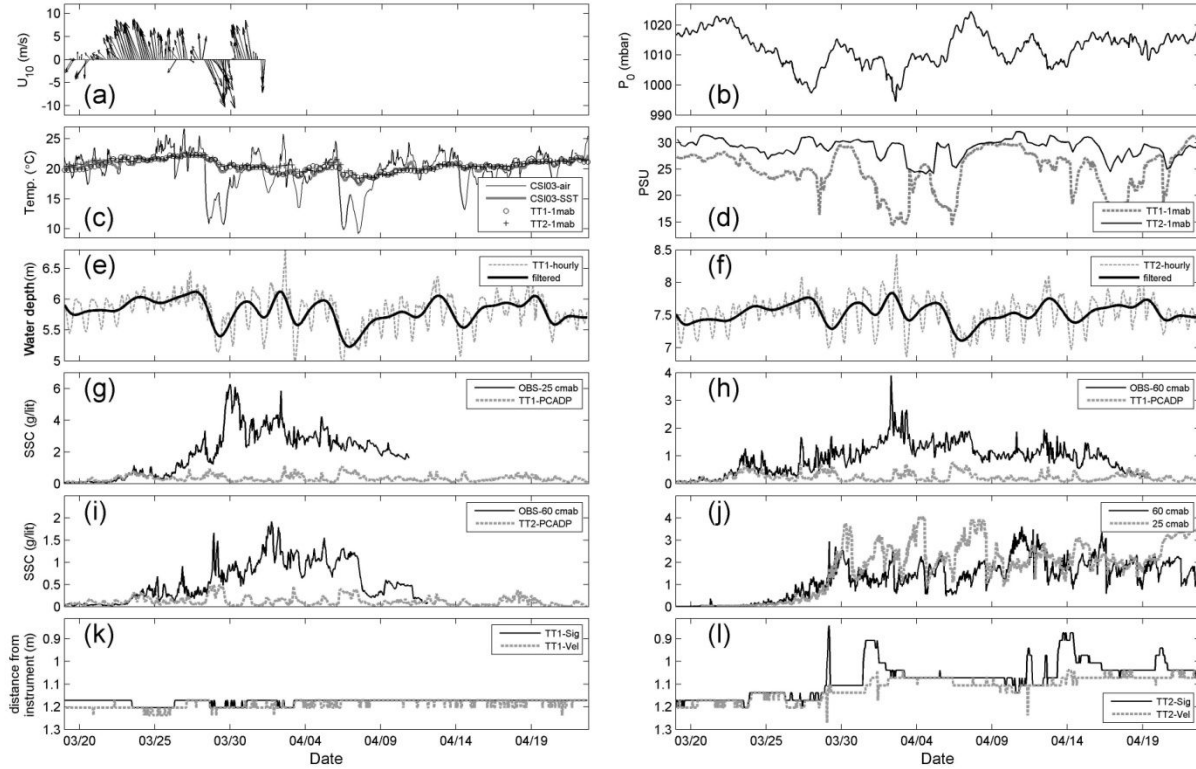 U10 (m/s)
10
5
0
-5
-10
(a)
P0 (mbar)
1020
1010
1000
990
(b)
Temp. (°C)
25
20
15
10
(c)
CSI03-air
CSI03-SST
TT1-1mab
TT2-1mab
PSU
30
25
20
15
(d)
TT1-1mab
TT2-1mab
Water depth(m)
6.5
6
5.5
5
(e)
TT1-hourly
filtered
8.5
8
7.5
7
(f)
TT2-hourly
filtered
SSC (g/lit)
6
4
2
0
(g)
OBS-25 cmab
TT1-PCADP
4
3
2
1
0
(h)
OBS-60 cmab
TT1-PCADP
SSC (g/lit)
2
1.5
1
0.5
0
(i)
OBS-60 cmab
TT2-PCADP
4
3
2
1
0
(j)
60 cmab
25 cmab
distance from
instrument (m)
0.9
1
1.1
1.2
1.3
(k)
TT1-Sig
TT1-Vel
03/20 03/25 03/30 04/04 04/09 04/14 04/19
Date
0.9
1
1.1
1.2
1.3
(l)
TT2-Sig
TT2-Vel
03/20 03/25 03/30 04/04 04/09 04/14 04/19
Date